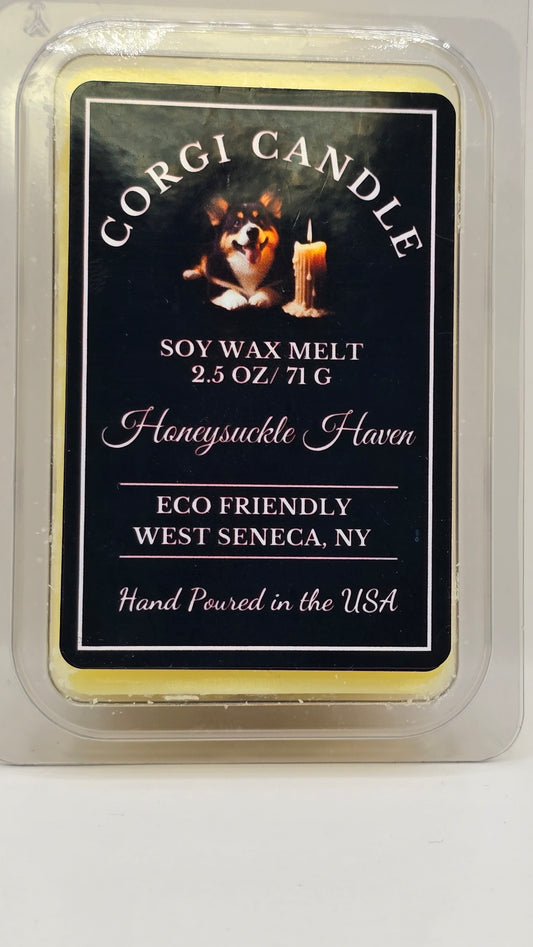 CORGI CANDLE
SOY WAX MELT
2.5 OZ/ 71 G
Honeysuckle Haven
ECO FRIENDLY
WEST SENECA, NY
Hand Poured in the USA